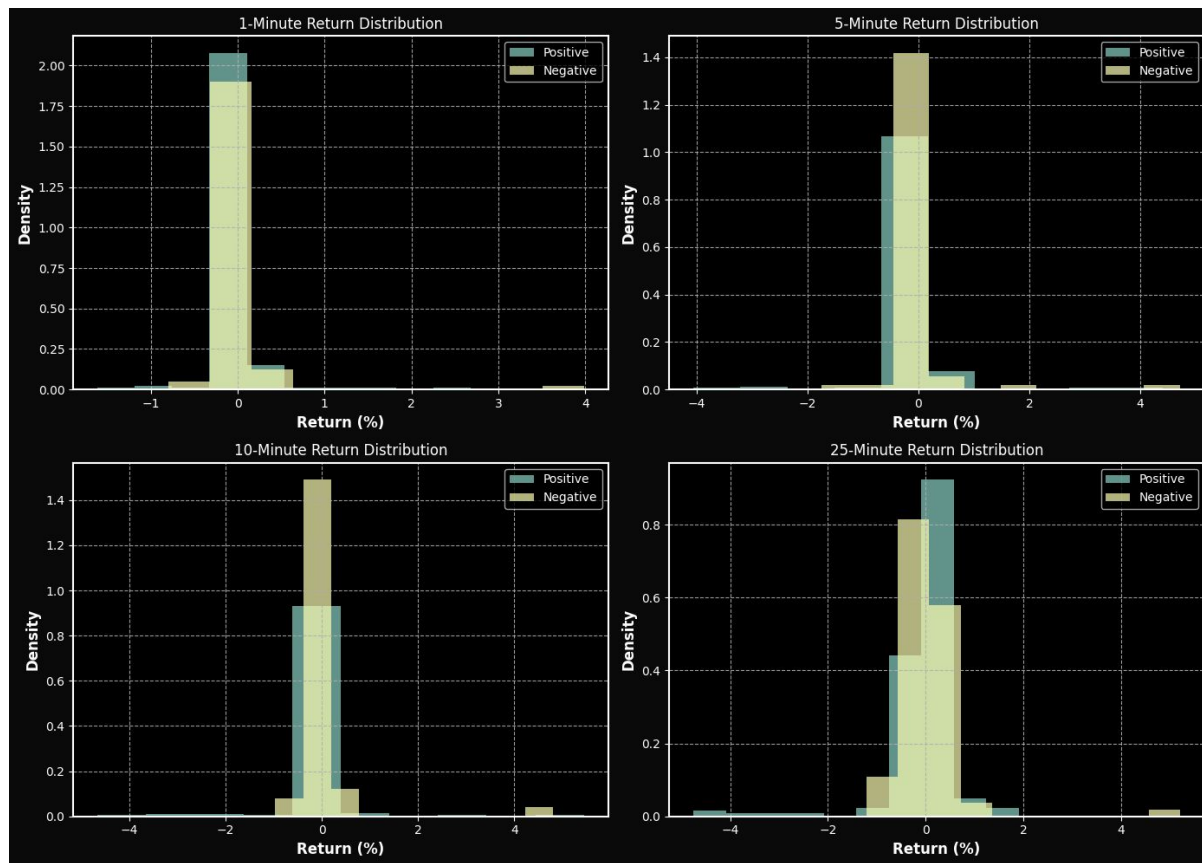 1-Minute Return Distribution
Positive
Negative
2.00
1.75
1.50
1.25
1.00
0.75
0.50
0.25
0.00
Density
−1
0
1
2
3
4
Return (%)
5-Minute Return Distribution
Positive
Negative
1.4
1.2
1.0
0.8
0.6
0.4
0.2
0.0
Density
−4
−2
0
2
4
Return (%)
10-Minute Return Distribution
Positive
Negative
1.4
1.2
1.0
0.8
0.6
0.4
0.2
0.0
Density
−4
−2
0
2
4
Return (%)
25-Minute Return Distribution
Positive
Negative
0.8
0.6
0.4
0.2
0.0
Density
−4
−2
0
2
4
Return (%)